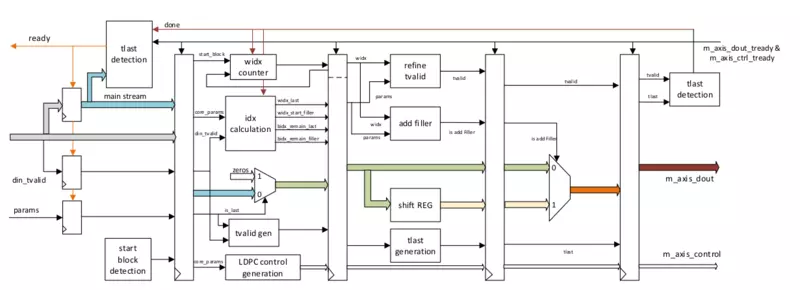 done
ready
tlast
detection
start_block
widx
counter
widx
refine
tvalid
tvalid
m_axis_dout_tready &
m_axis_ctrl_tready
tvalid
tvalid
tlast
tlast
detection
main stream
com_params
idx
calculation
widx_last
widx_start_filler
bidx_remain_last
bidx_remain_filler
params
add filler
widx
params
is add filler
is add filler
din_tvalid
din_tvalid
zeros
1
0
0
1
m_axis_dout
params
is_last
tvalid gen
shift REG
start
block
detection
com_params
LDPC control
generation
tlast
generation
tlast
m_axis_control